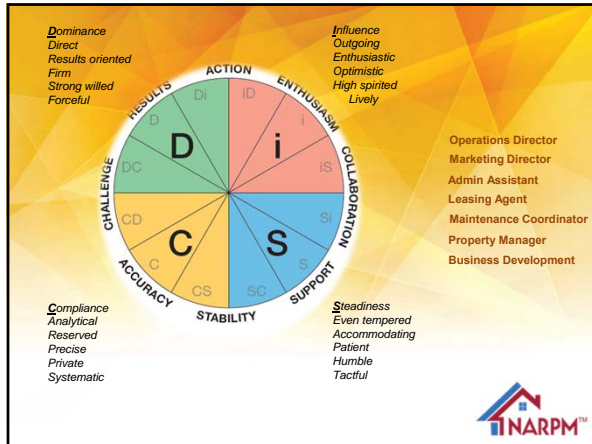 Dominance
Direct
Results oriented
Firm
Strong willed
Forceful
Influence
Outgoing
Enthusiastic
Optimistic
High spirited
Lively
ACTION
RESULTS
ENTHUSIASM
Di
iD
D
i
D
i
DC
iS
CHALLENGE
COLLABORATION
CD
Si
C
S
C
S
CS
SC
ACCURACY
SUPPORT
STABILITY
Operations Director
Marketing Director
Admin Assistant
Leasing Agent
Maintenance Coordinator
Property Manager
Business Development
Compliance
Analytical
Reserved
Precise
Private
Systematic
Steadiness
Even tempered
Accommodating
Patient
Humble
Tactful
NARPM™